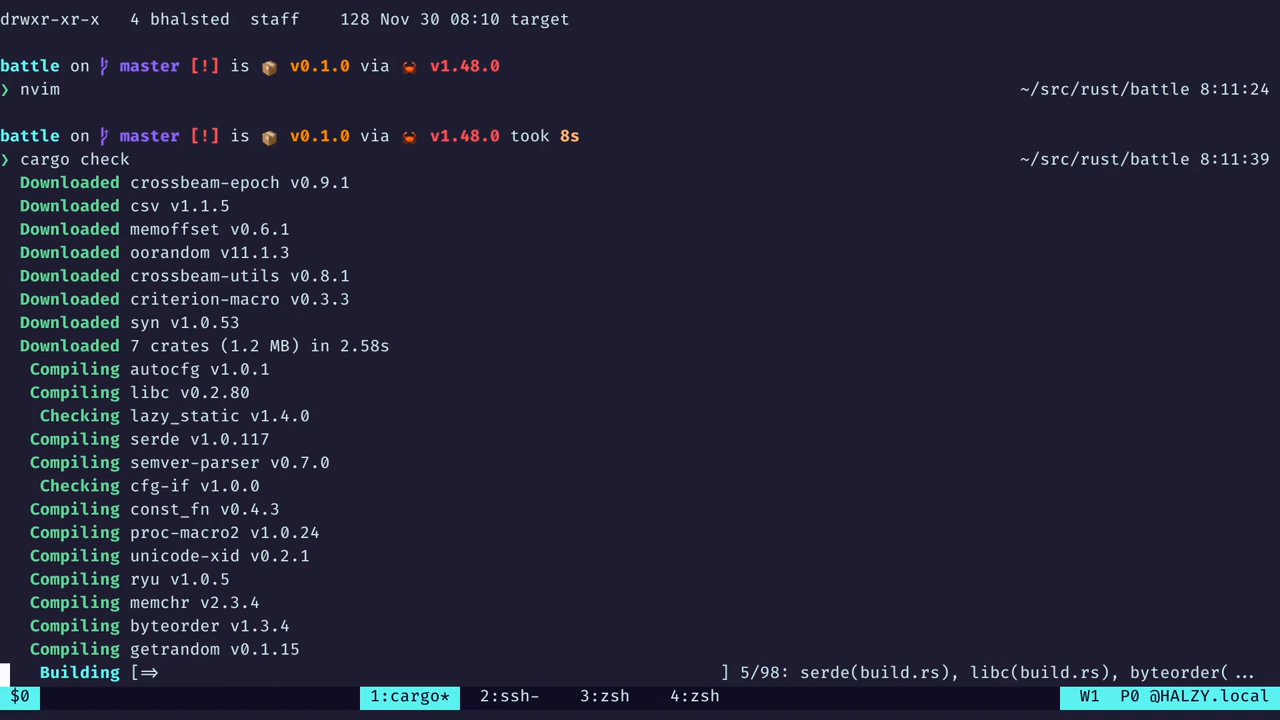 drwxr-xr-x   4 bhalsted  staff    128 Nov 30 08:10 target
battle on master [!] is 📦 v0.1.0 via 🦀 v1.48.0
❯ nvim ~/src/rust/battle 8:11:24
battle on master [!] is 📦 v0.1.0 via 🦀 v1.48.0 took 8s
❯ cargo check ~/src/rust/battle 8:11:39
Downloaded crossbeam-epoch v0.9.1
Downloaded csv v1.1.5
Downloaded memoffset v0.6.1
Downloaded oorandom v11.1.3
Downloaded crossbeam-utils v0.8.1
Downloaded criterion-macro v0.3.3
Downloaded syn v1.0.53
Downloaded 7 crates (1.2 MB) in 2.58s
Compiling autocfg v1.0.1
Compiling libc v0.2.80
Checking lazy_static v1.4.0
Compiling serde v1.0.117
Compiling semver-parser v0.7.0
Checking cfg-if v1.0.0
Compiling const_fn v0.4.3
Compiling proc-macro2 v1.0.24
Compiling unicode-xid v0.2.1
Compiling ryu v1.0.5
Compiling memchr v2.3.4
Compiling byteorder v1.3.4
Compiling getrandom v0.1.15
Building [=> ] 5/98: serde(build.rs), libc(build.rs), byteorder(...
$0 1:cargo* 2:ssh- 3:zsh 4:zsh W1 P0 @HALZY.local